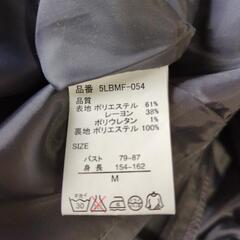 品番 5LBMF-054
品質
表地 ポリエステル 61%
レーヨン 38%
ポリウレタン 1%
裏地 ポリエステル 100%
SIZE
バスト 79-87
身長 154-162
M